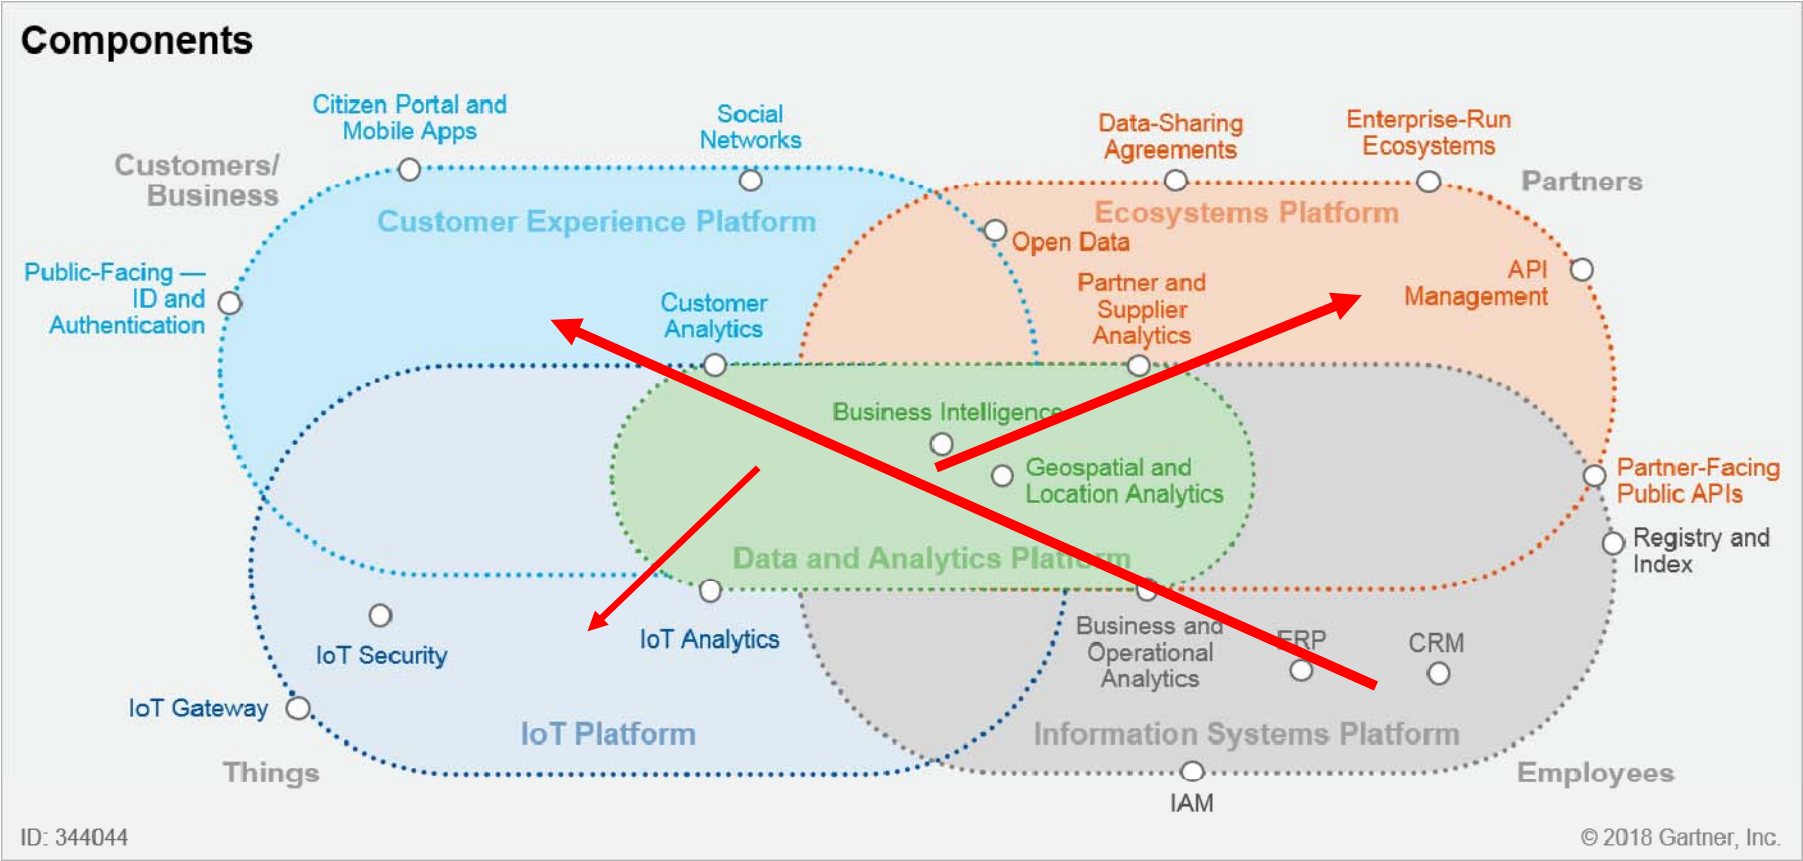 Components
Citizen Portal and
Mobile Apps
Social
Networks
Data-Sharing
Agreements
Enterprise-Run
Ecosystems
Customers/
Business
Partners
Customer Experience Platform
Ecosystems Platform
Open Data
Public-Facing —
ID and
Authentication
Customer
Analytics
Partner and
Supplier
Analytics
API
Management
Business Intelligence
Geospatial and
Location Analytics
Partner-Facing
Public APIs
Registry and
Index
Data and Analytics Platform
IoT Security
IoT Analytics
Business and
Operational
Analytics
ERP
CRM
IoT Gateway
IoT Platform
Information Systems Platform
Things
Employees
IAM
ID: 344044
© 2018 Gartner, Inc.